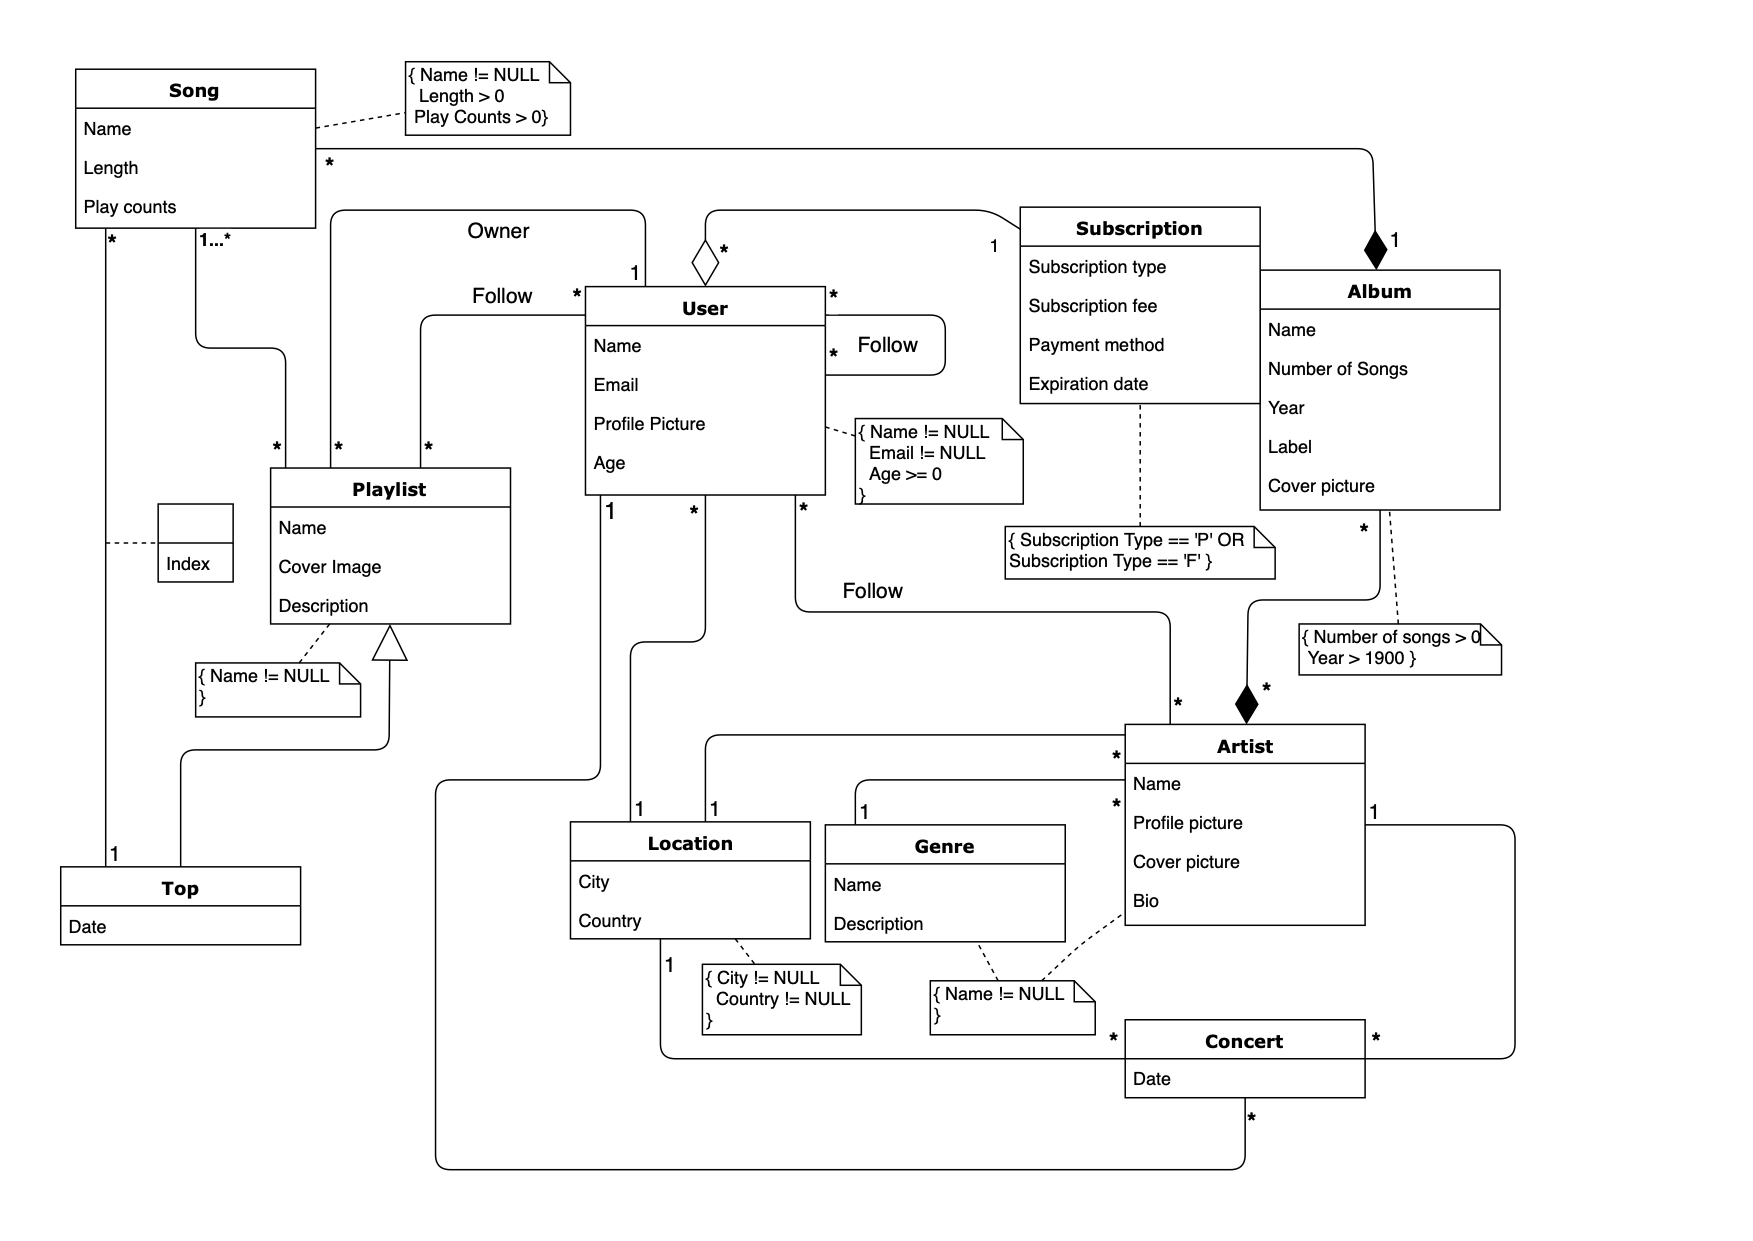 Song
Name
Length
Play counts
{ Name != NULL
Length > 0
Play Counts > 0}
*
*
1...*
Owner
1
Follow
*
*
1
Subscription
Subscription type
Subscription fee
Payment method
Expiration date
1
Album
Name
Number of Songs
Year
Label
Cover picture
User
Name
Email
Profile Picture
Age
*
*
Follow
{ Name != NULL
Email != NULL
Age >= 0
}
*
*
*
Playlist
Name
Cover Image
Description
Index
{ Name != NULL
}
1
*
*
{ Subscription Type == 'P' OR
Subscription Type == 'F' }
*
Follow
{ Number of songs > 0
Year > 1900 }
*
*
Artist
Name
Profile picture
Cover picture
Bio
*
*
1
1
1
1
Location
City
Country
Genre
Name
Description
1
Top
Date
1
{ City != NULL
Country != NULL
}
{ Name != NULL
}
*
Concert
Date
*
*